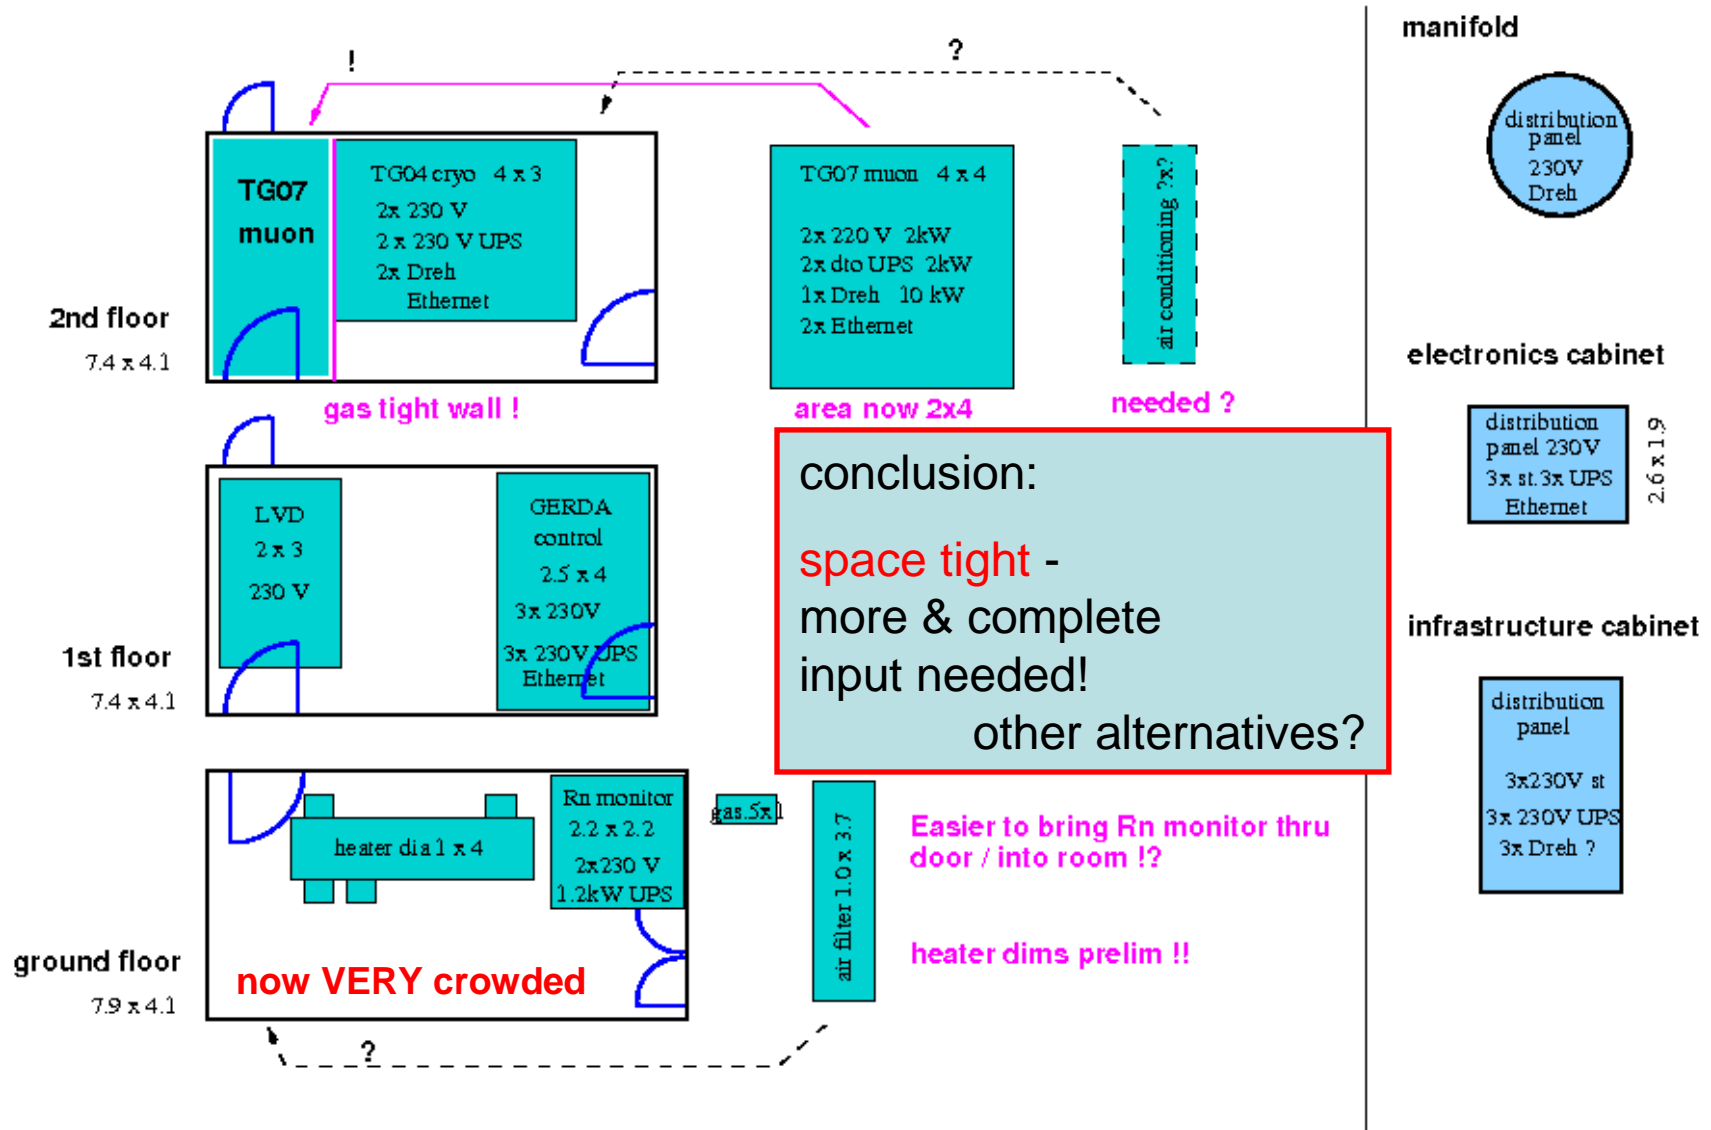 !
?
TG07
muon
TG04 cryo 4 x 3
2x 230 V
2 x 230 V UPS
2x Dreh
Ethernet
2nd floor
7.4 x 4.1
gas tight wall !
TG07 muon 4 x 4
2x 220 V 2kW
2x dto UPS 2kW
1x Dreh 10 kW
2x Ethernet
area now 2x4
air conditioning ?x?
needed ?
LVD
2 x 3
230 V
GERDA
control
2.5 x 4
3x 230V
3x 230V UPS
Ethernet
1st floor
7.4 x 4.1
conclusion:
space tight -
more & complete
input needed!
other alternatives?
heater dia 1 x 4
Rn monitor
2.2 x 2.2
2x230 V
1.2kW UPS
gas .5x1
air filter 1.0 x 3.7
Easier to bring Rn monitor thru
door / into room !?
heater dims prelim !!
ground floor
7.9 x 4.1
now VERY crowded
?
manifold
distribution
panel
230V
Dreh
electronics cabinet
distribution
panel 230V
3x st. 3x UPS
Ethernet
2.6 x 1.9
infrastructure cabinet
distribution
panel
3x230V st
3x 230V UPS
3x Dreh ?